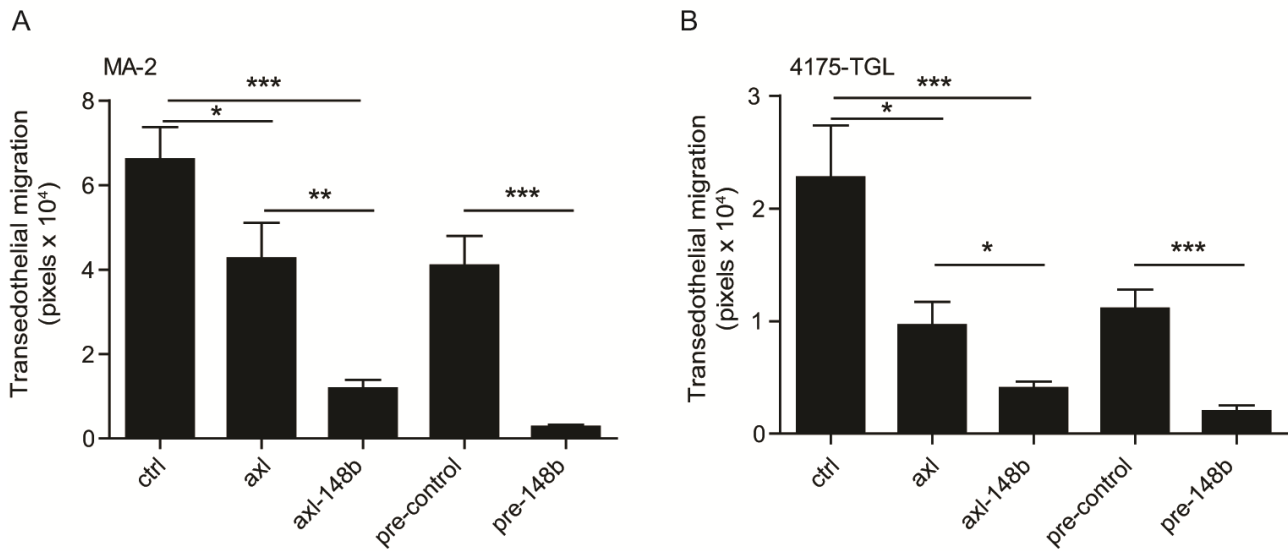 A
MA-2
Transedothelial migration
(pixels x 10⁴)
8
6
4
2
0
***
*
**
***
ctrl
axl
axl-148b
pre-control
pre-148b
B
4175-TGL
Transedothelial migration
(pixels x 10⁴)
3
2
1
0
***
*
*
***
ctrl
axl
axl-148b
pre-control
pre-148b